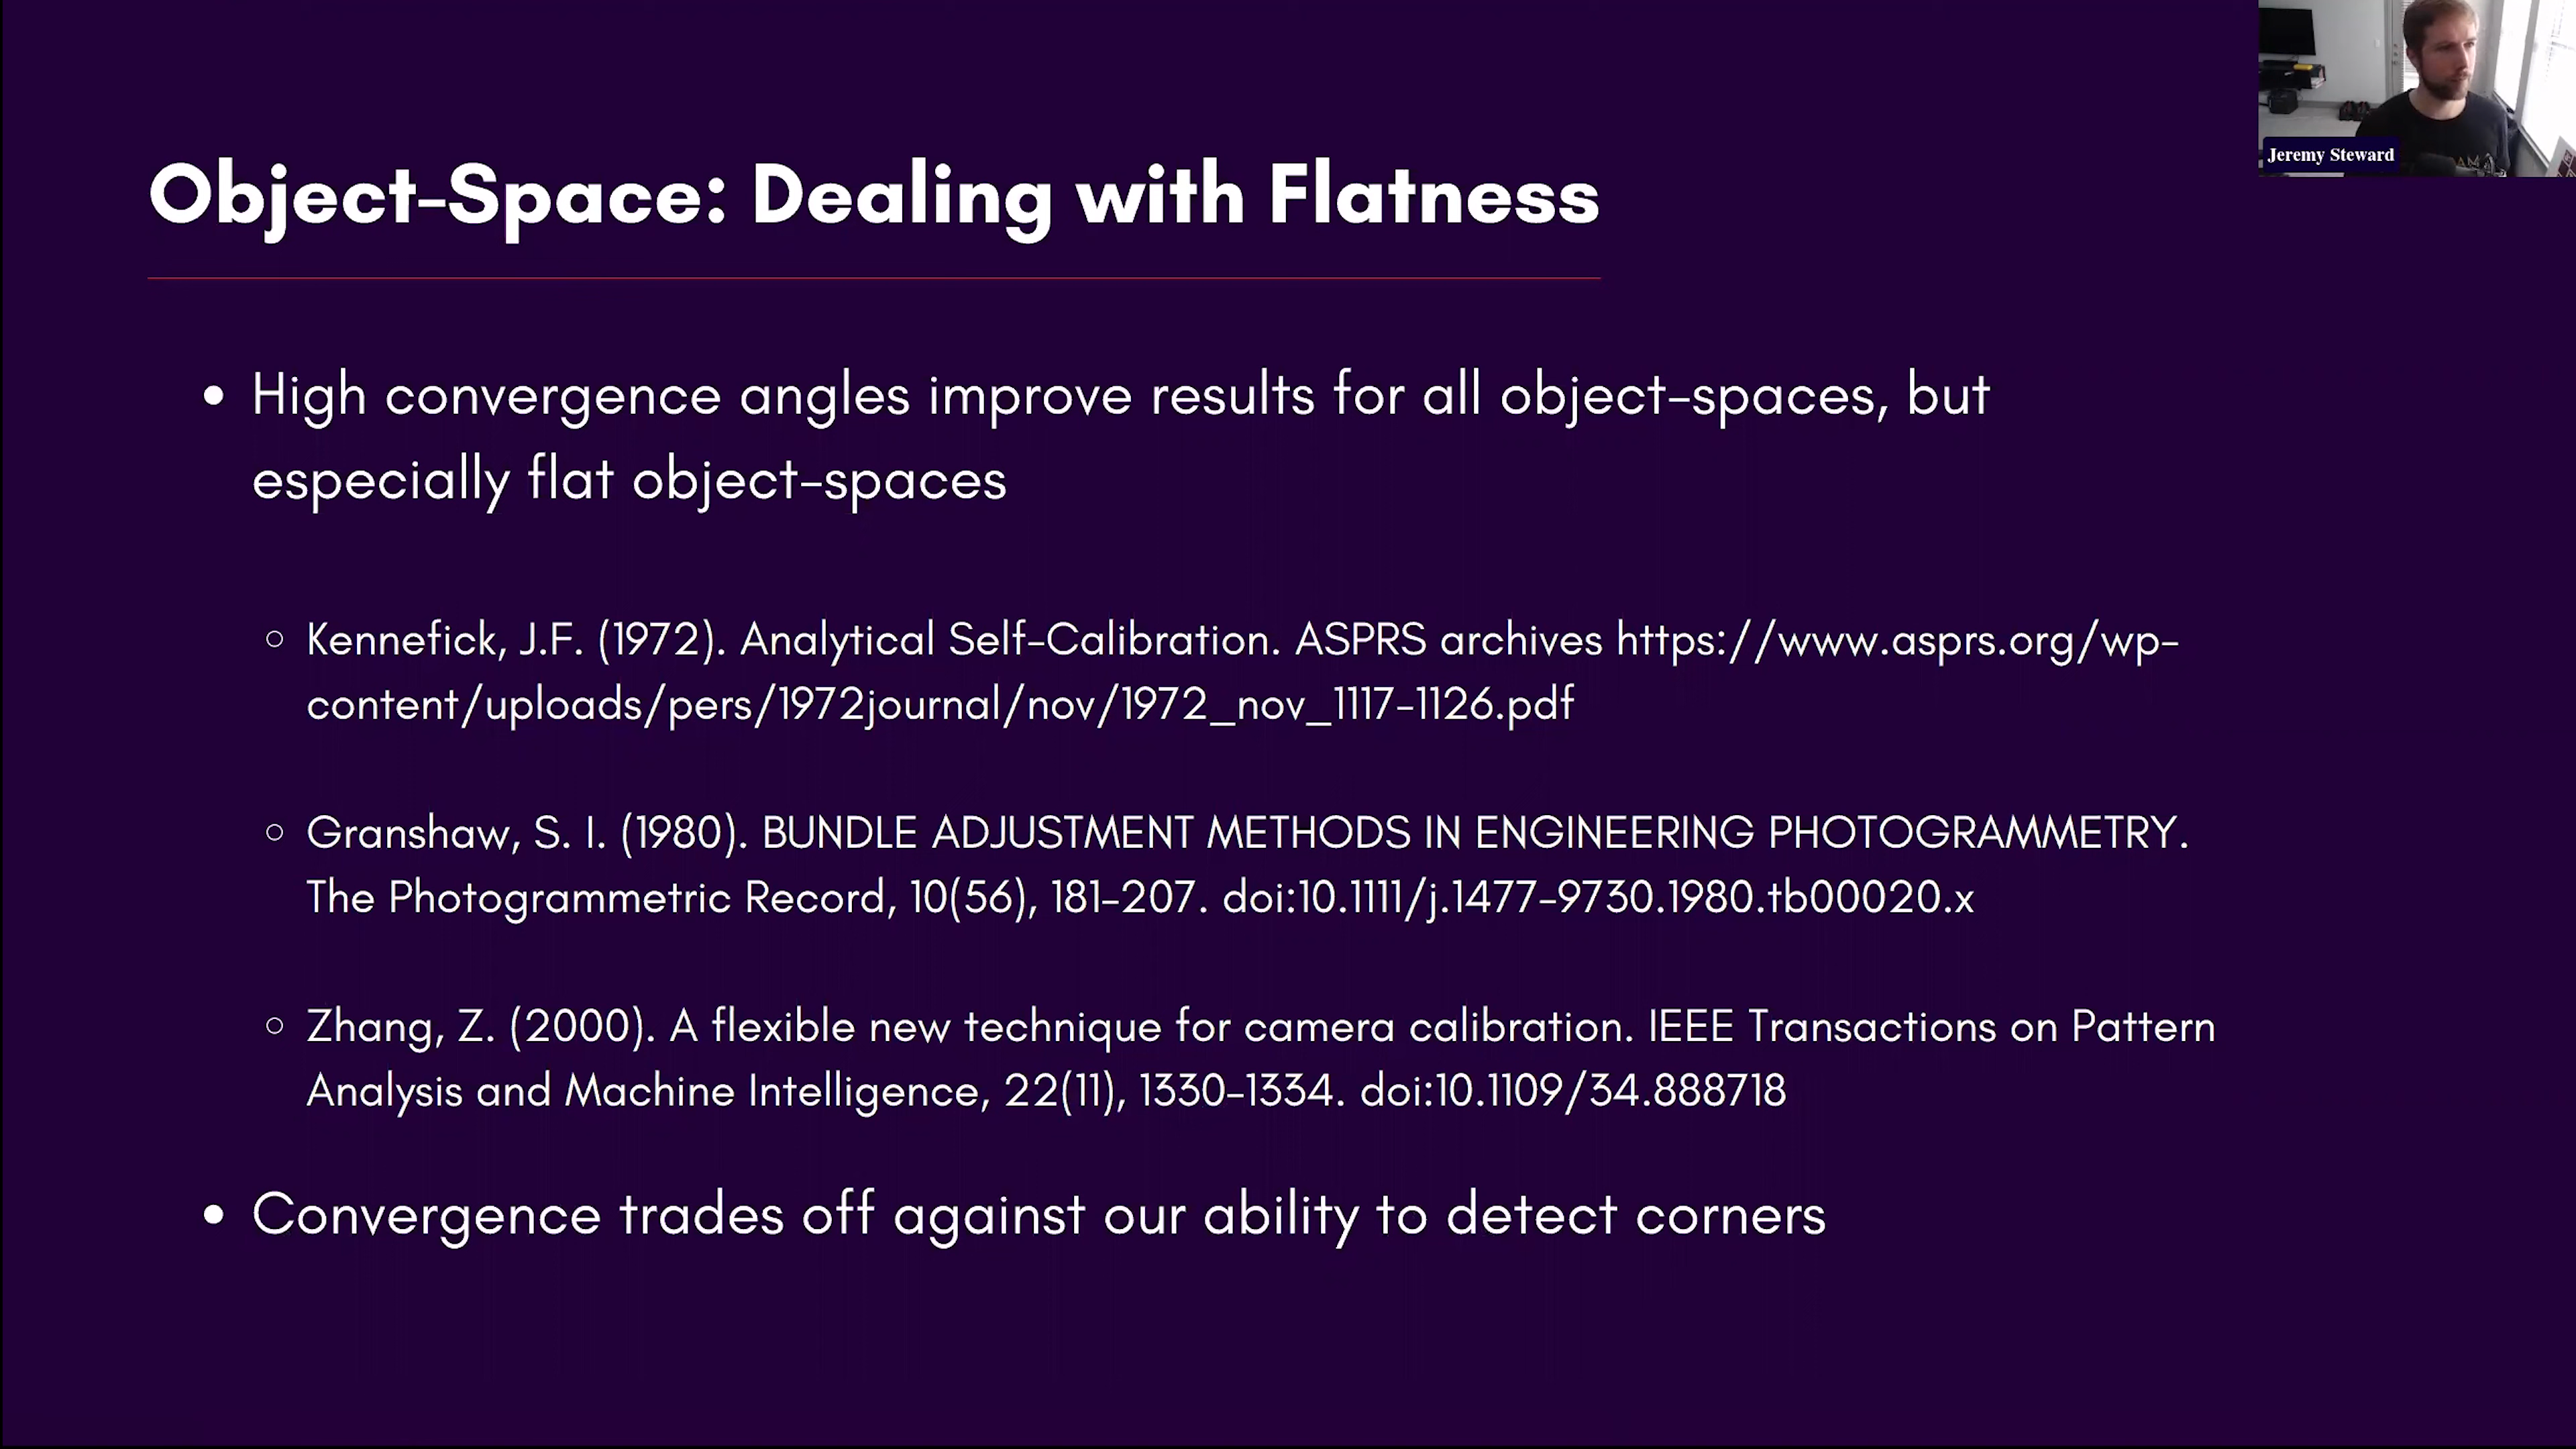 Jeremy Steward
Object-Space: Dealing with Flatness
• High convergence angles improve results for all object-spaces, but
especially flat object-spaces
○ Kennefick, J.F. (1972). Analytical Self-Calibration. ASPRS archives https://www.asprs.org/wp-
content/uploads/pers/1972journal/nov/1972_nov_1117-1126.pdf
○ Granshaw, S. I. (1980). BUNDLE ADJUSTMENT METHODS IN ENGINEERING PHOTOGRAMMETRY.
The Photogrammetric Record, 10(56), 181-207. doi:10.1111/j.1477-9730.1980.tb00020.x
○ Zhang, Z. (2000). A flexible new technique for camera calibration. IEEE Transactions on Pattern
Analysis and Machine Intelligence, 22(11), 1330-1334. doi:10.1109/34.888718
• Convergence trades off against our ability to detect corners